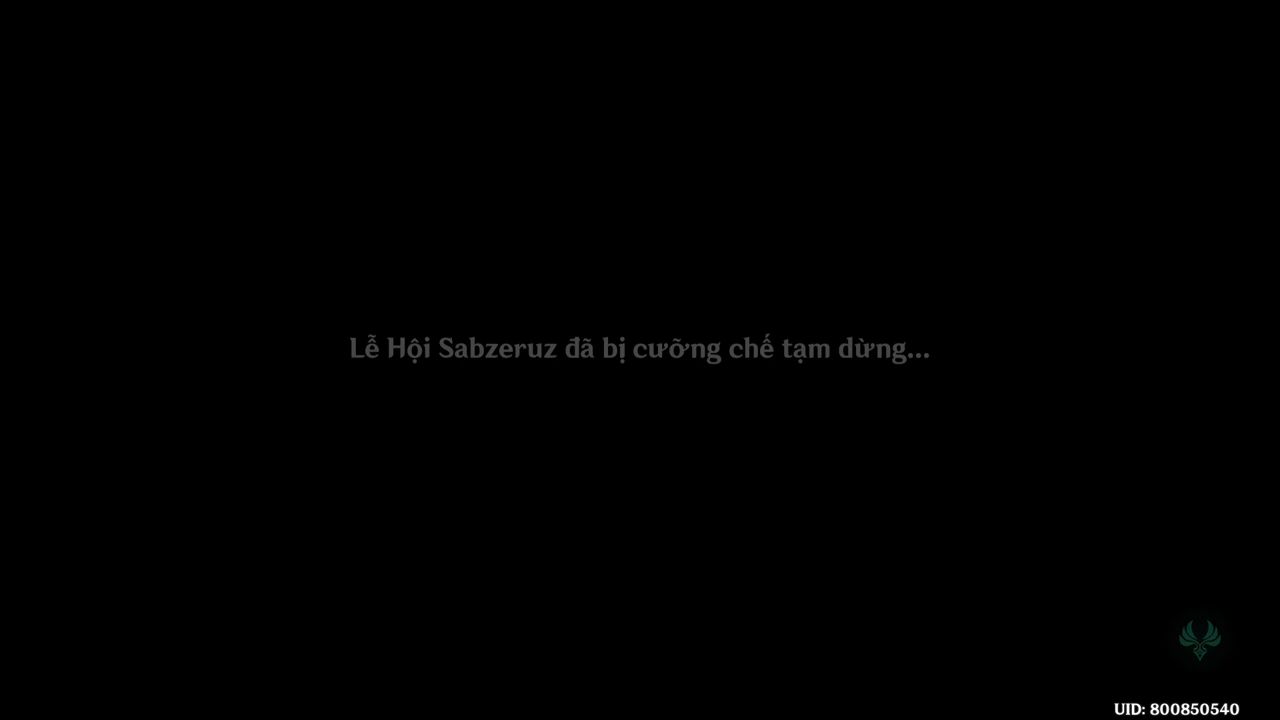 Lễ Hội Sabzeruz đã bị cưỡng chế tạm dừng...
UID: 800850540